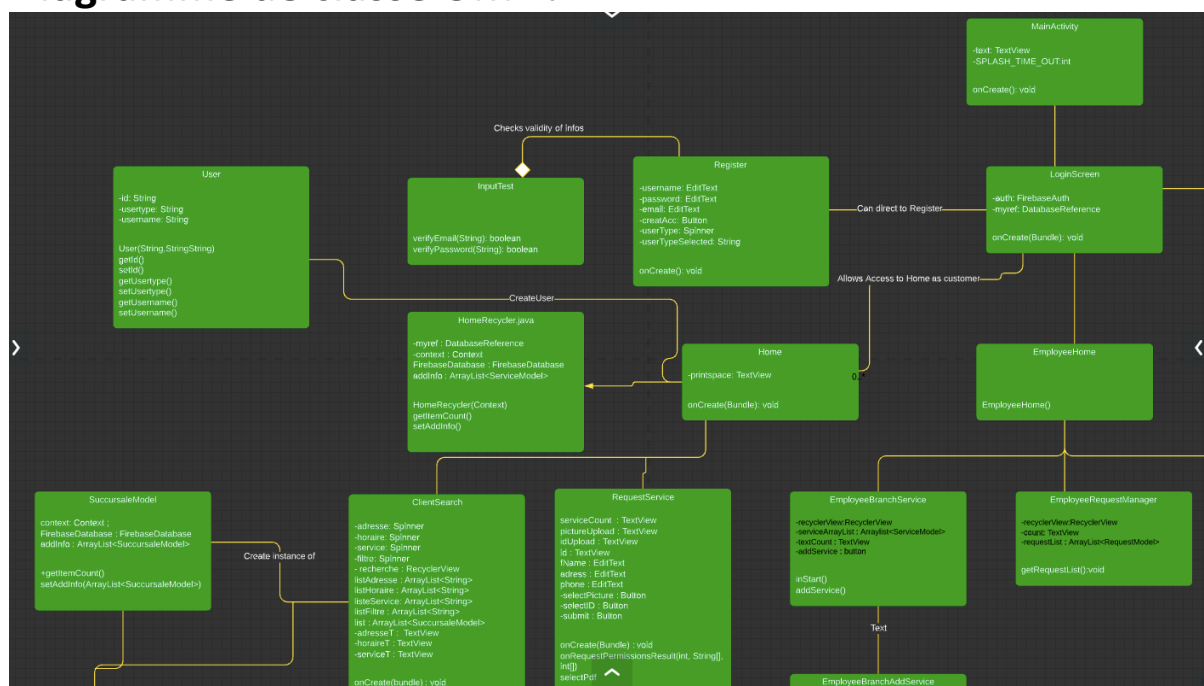 MainActivity
-text: TextView
-SPLASH_TIME_OUT:int
onCreate(): void
Checks validity of Infos
User
-id: String
-usertype: String
-username: String
User(String,StringString)
getId()
setId()
getUsertype()
setUsertype()
getUsername()
setUsername()
InputTest
verifyEmail(String): boolean
verifyPassword(String): boolean
Register
-username: EditText
-password: EditText
-email: EditText
-creatAcc: Button
-userType: Spinner
-userTypeSelected: String
onCreate(): void
Can direct to Register
LoginScreen
-auth: FirebaseAuth
-myref: DatabaseReference
onCreate(Bundle): void
Allows Access to Home as customer
CreateUser
HomeRecycler.java
-myref : DatabaseReference
-context : Context
FirebaseDatabase : FirebaseDatabase
addInfo : ArrayList<ServiceModel>
HomeRecycler(Context)
getItemCount()
setAddInfo()
Home
-printspace: TextView
onCreate(Bundle): void
EmployeeHome
EmployeeHome()
SuccursaleModel
context: Context ;
FirebaseDatabase : FirebaseDatabase
addInfo : ArrayList<SuccursaleModel>
+getItemCount()
setAddInfo(ArrayList<SuccursaleModel>)
Create instance of
ClientSearch
-adresse: Spinner
-horaire: Spinner
-service: Spinner
-filtro: Spinner
- recherche : RecyclerView
listAdresse : ArrayList<String>
listHoraire : ArrayList<String>
listeService: ArrayList<String>
listFiltre : ArrayList<String>
list : ArrayList<SuccursaleModel>
-adresseT : TextView
-horaireT : TextView
-serviceT : TextView
onCreate(bundle) : void
RequestService
serviceCount : TextView
pictureUpload : TextView
idUpload : TextView
id : TextView
fName : EditText
adress : EditText
phone : EditText
-selectPicture : Button
-selectID : Button
-submit : Button
onCreate(Bundle) : void
onRequestPermissionsResult(int, String[],
int[])
selectPdf
EmployeeBranchService
-recyclerView:RecyclerView
-serviceArrayList : Arraylist<ServiceModel>
-textCount : TextView
-addService : button
inStart()
addService()
Text
EmployeeBranchAddService
EmployeeRequestManager
-recyclerView:RecyclerView
-count: TextView
-requestList : ArrayList<RequestModel>
getRequestList():void